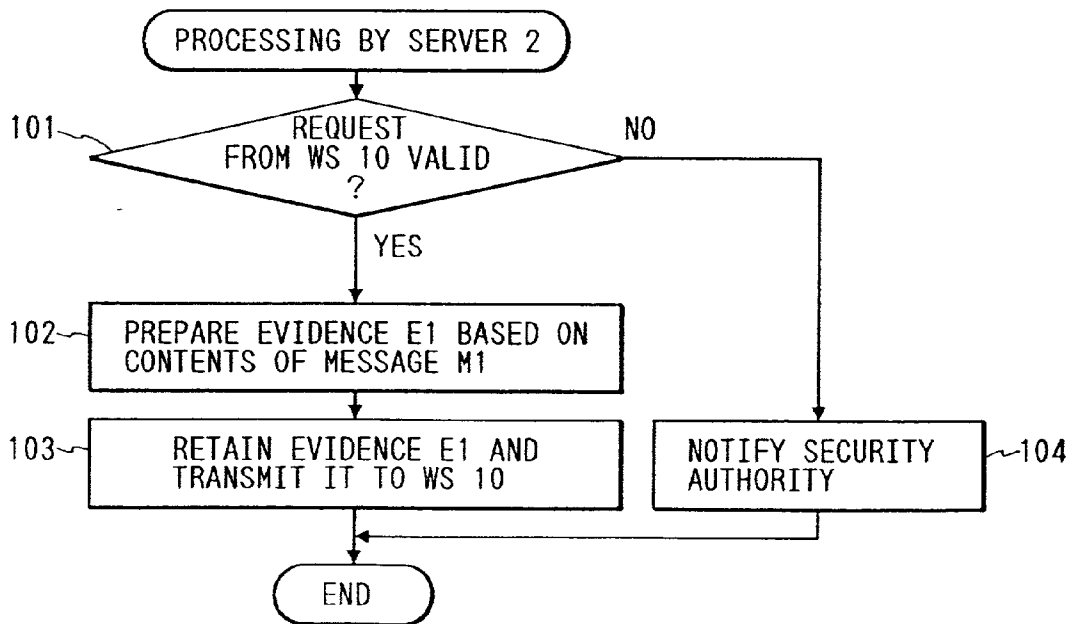 PROCESSING BY SERVER 2
101
REQUEST
FROM WS 10 VALID
?
NO
YES
102
PREPARE EVIDENCE E1 BASED ON
CONTENTS OF MESSAGE M1
103
RETAIN EVIDENCE E1 AND
TRANSMIT IT TO WS 10
NOTIFY SECURITY
AUTHORITY
104
END